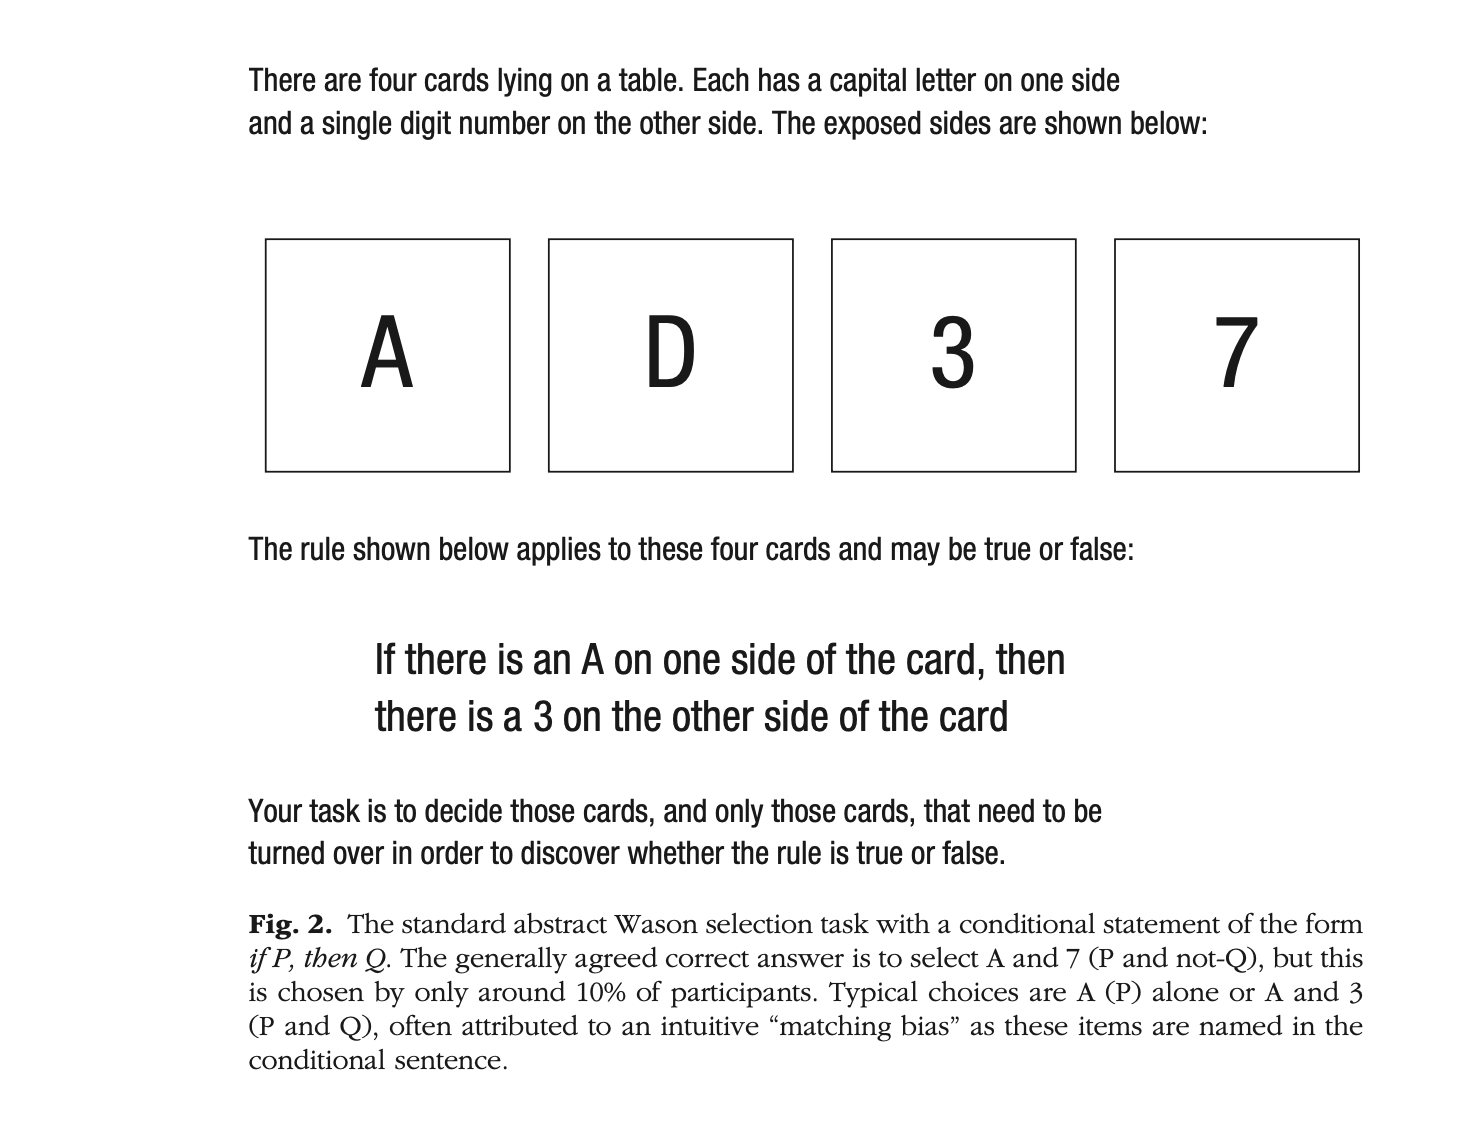 There are four cards lying on a table. Each has a capital letter on one side
and a single digit number on the other side. The exposed sides are shown below:
A D 3 7
The rule shown below applies to these four cards and may be true or false:
If there is an A on one side of the card, then
there is a 3 on the other side of the card
Your task is to decide those cards, and only those cards, that need to be
turned over in order to discover whether the rule is true or false.
Fig. 2. The standard abstract Wason selection task with a conditional statement of the form
if P, then Q. The generally agreed correct answer is to select A and 7 (P and not-Q), but this
is chosen by only around 10% of participants. Typical choices are A (P) alone or A and 3
(P and Q), often attributed to an intuitive “matching bias” as these items are named in the
conditional sentence.